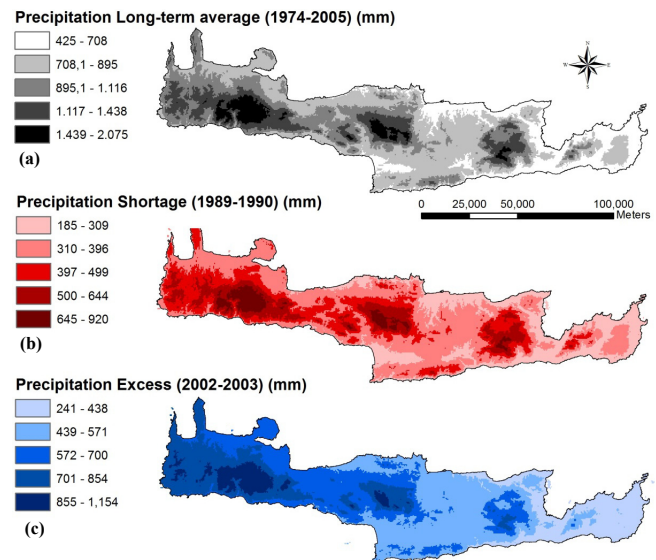 Precipitation Long-term average (1974-2005) (mm)
425 - 708
708,1 - 895
895,1 - 1.116
1.117 - 1.438
1.439 - 2.075
(a)
N
W E
S
0 25,000 50,000 100,000
Meters
Precipitation Shortage (1989-1990) (mm)
185 - 309
310 - 396
397 - 499
500 - 644
645 - 920
(b)
Precipitation Excess (2002-2003) (mm)
241 - 438
439 - 571
572 - 700
701 - 854
855 - 1,154
(c)